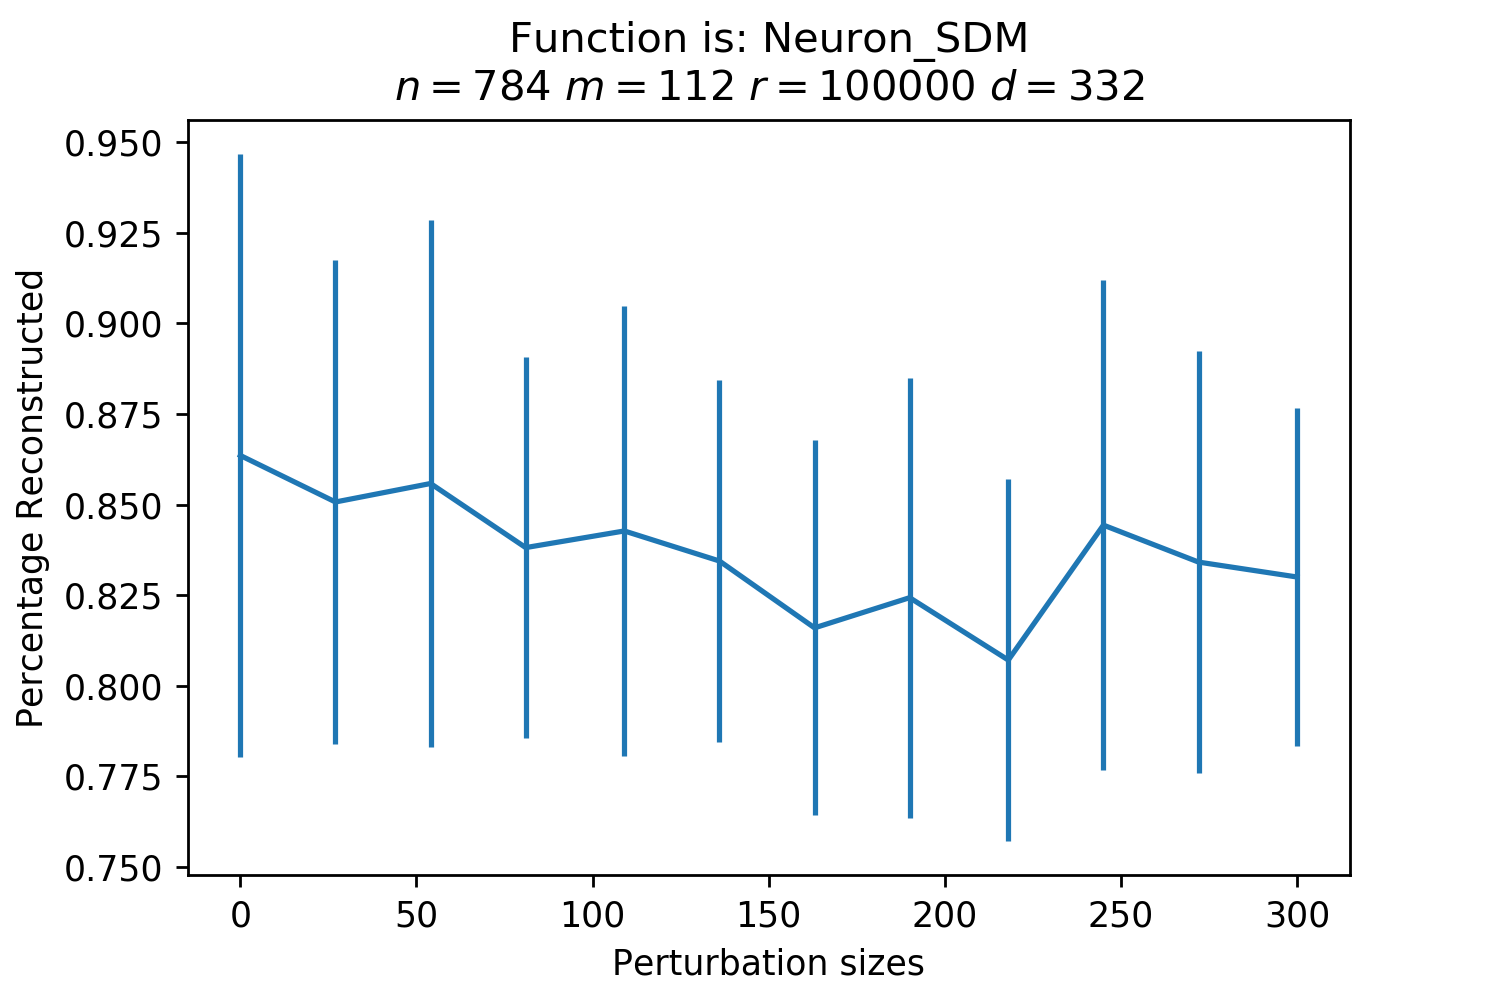 Function is: Neuron_SDM
n = 784 m = 112 r = 100000 d = 332
Percentage Reconstructed
0.950
0.925
0.900
0.875
0.850
0.825
0.800
0.775
0.750
0 50 100 150 200 250 300
Perturbation sizes